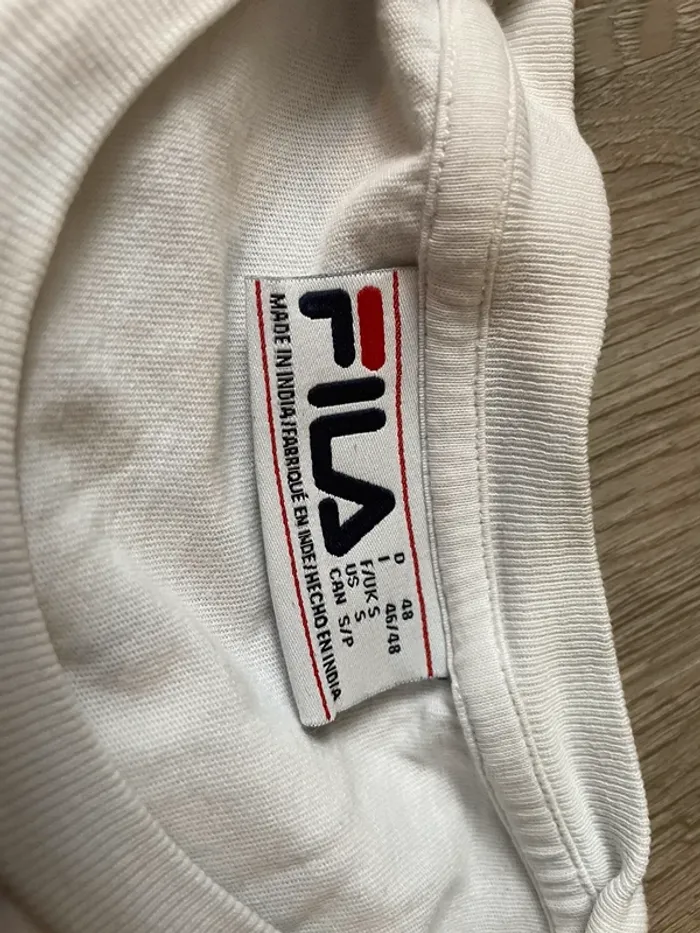 FILA
D 48
I 46/48
F/UK S
US S
CAN S/P
MADE IN INDIA/FABRIQUÉ EN INDE/HECHO EN INDIA